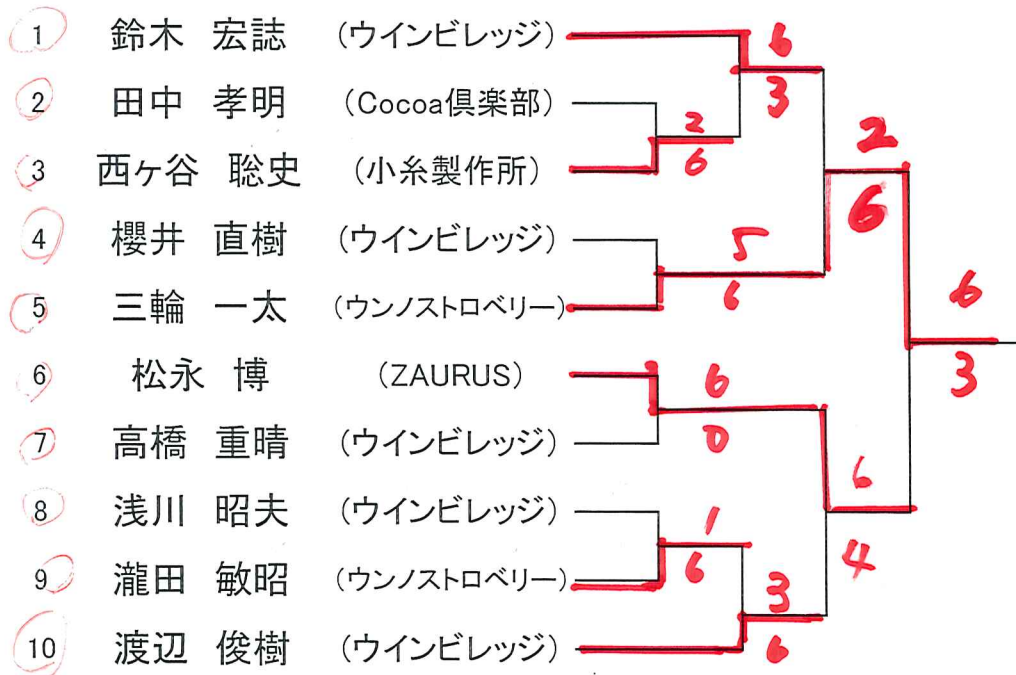 1 鈴木 宏誌 (ウインビレッジ)
6
3
2 田中 孝明 (Cocoa倶楽部)
2
6
3 西ヶ谷 聡史 (小糸製作所)
2
6
4 櫻井 直樹 (ウインビレッジ)
5
6
5 三輪 一太 (ウンノストロベリー)
6
3
6 松永 博 (ZAURUS)
6
0
7 高橋 重晴 (ウインビレッジ)
6
4
8 浅川 昭夫 (ウインビレッジ)
1
6
9 瀧田 敏昭 (ウンノストロベリー)
3
6
10 渡辺 俊樹 (ウインビレッジ)